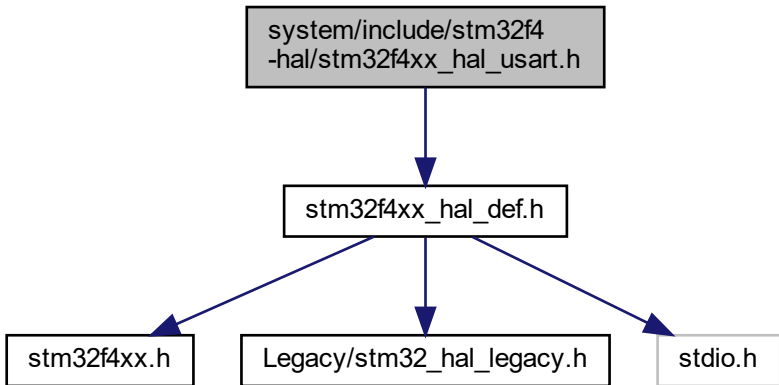 system/include/stm32f4
-hal/stm32f4xx_hal_usart.h
stm32f4xx_hal_def.h
stm32f4xx.h
Legacy/stm32_hal_legacy.h
stdio.h